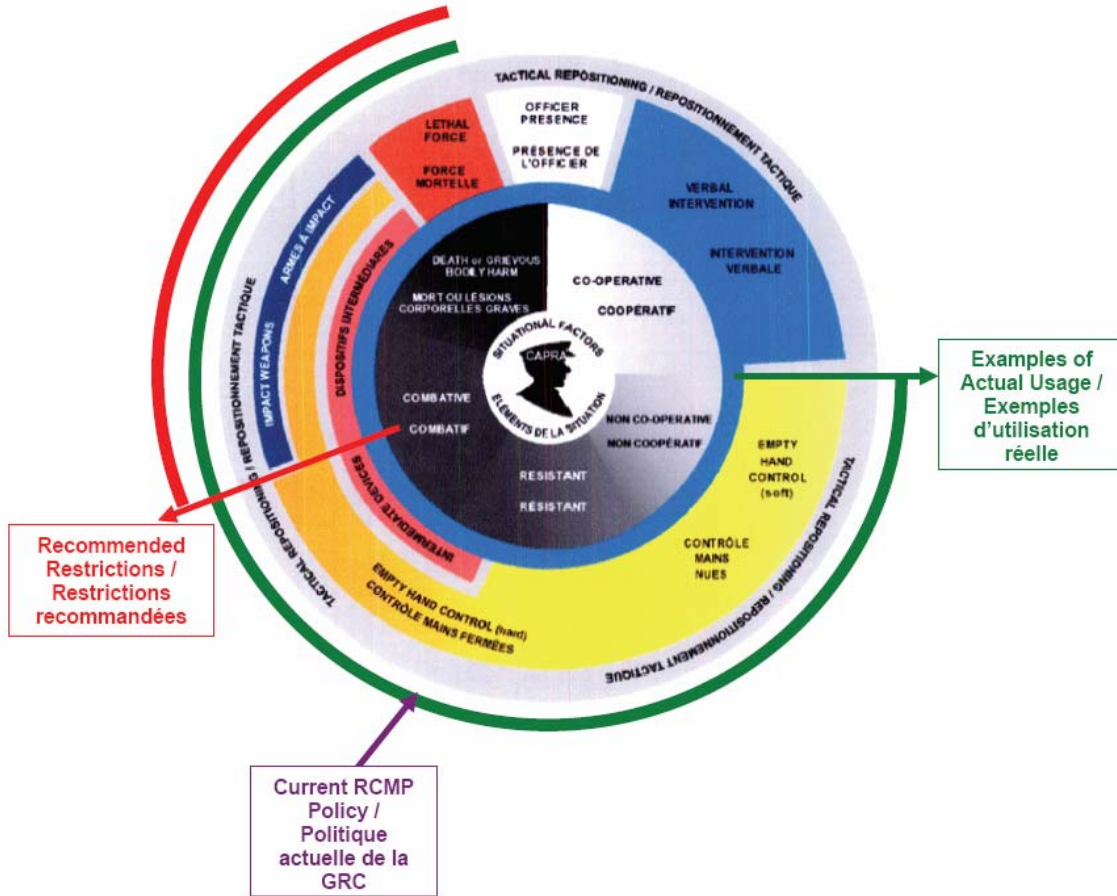 TACTICAL REPOSITIONING / REPOSITIONNEMENT TACTIQUE
OFFICER
PRESENCE
PRÉSENCE DE
L'OFFICIER
LETHAL
FORCE
FORCE
MORTELLE
VERBAL
INTERVENTION
INTERVENTION
VERBALE
IMPACT WEAPONS
ARMES À IMPACT
INTERMEDIATE DEVICES
DISPOSITIFS INTERMÉDIARES
TACTICAL REPOSITIONING / REPOSITIONNEMENT TACTIQUE
DEATH or GRIEVOUS
BODILY HARM
MORT OU LÉSIONS
CORPORELLES GRAVES
CO-OPERATIVE
COOPÉRATIF
SITUATIONAL FACTORS
CAPRA
ELÉMENTS DE LA SITUATION
COMBATIVE
COMBATIF
NON CO-OPERATIVE
NON COOPÉRATIF
RESISTANT
RÉSISTANT
EMPTY
HAND
CONTROL
(soft)
CONTRÔLE
MAINS
NUES
EMPTY HAND CONTROL (hard)
CONTRÔLE MAINS FERMÉES
TACTICAL REPOSITIONING / REPOSITIONNEMENT TACTIQUE
Examples of
Actual Usage /
Exemples
d'utilisation
réelle
Recommended
Restrictions /
Restrictions
recommandées
Current RCMP
Policy /
Politique
actuelle de la
GRC